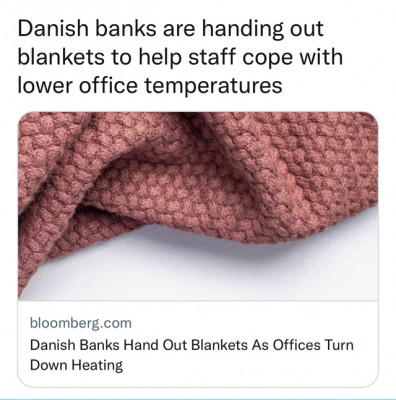 Danish banks are handing out
blankets to help staff cope with
lower office temperatures
bloomberg.com
Danish Banks Hand Out Blankets As Offices Turn
Down Heating